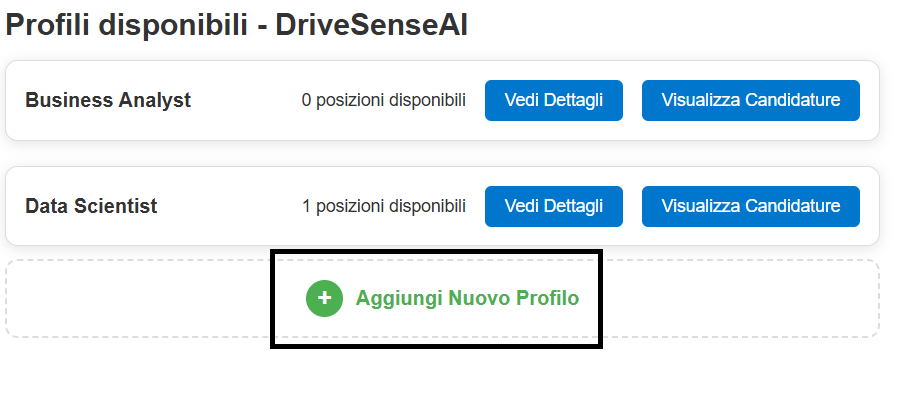 Profili disponibili - DriveSenseAI
Business Analyst 0 posizioni disponibili Vedi Dettagli Visualizza Candidature
Data Scientist 1 posizioni disponibili Vedi Dettagli Visualizza Candidature
+ Aggiungi Nuovo Profilo